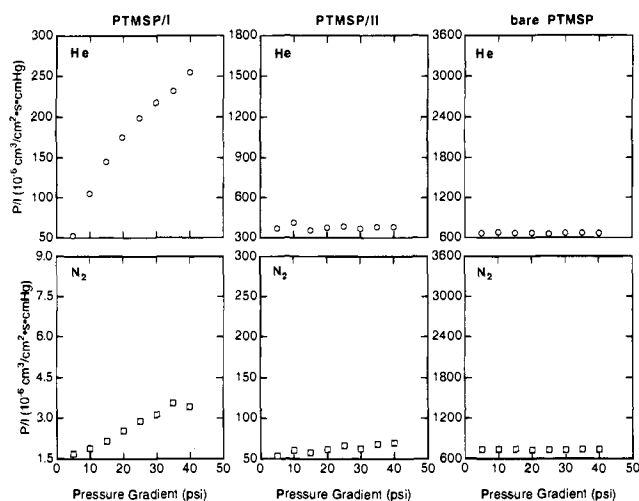 PTMSP/I PTMSP/II bare PTMSP
300 1800 3600
He He He
250 1500 3000
200 1200 2400
150 900 1800
100 600 1200
50 300 600
P/l (10⁻⁶ cm³/cm²•s•cmHg)
9.0 300 3600
N₂ N₂ N₂
7.5 250 3000
6.0 200 2400
4.5 150 1800
3.0 100 1200
1.5 50 600
P/l (10⁻⁶ cm³/cm²•s•cmHg)
0 10 20 30 40 50 0 10 20 30 40 50 0 10 20 30 40 50
Pressure Gradient (psi) Pressure Gradient (psi) Pressure Gradient (psi)